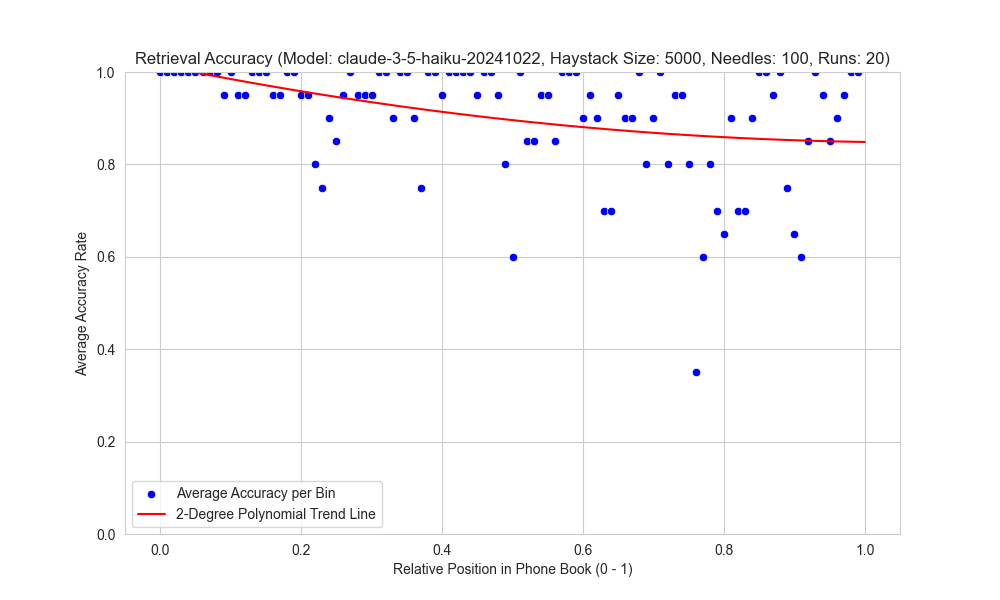 Retrieval Accuracy (Model: claude-3-5-haiku-20241022, Haystack Size: 5000, Needles: 100, Runs: 20)
1.0
0.8
0.6
0.4
0.2
0.0
Average Accuracy Rate
Average Accuracy per Bin
2-Degree Polynomial Trend Line
0.0 0.2 0.4 0.6 0.8 1.0
Relative Position in Phone Book (0 - 1)